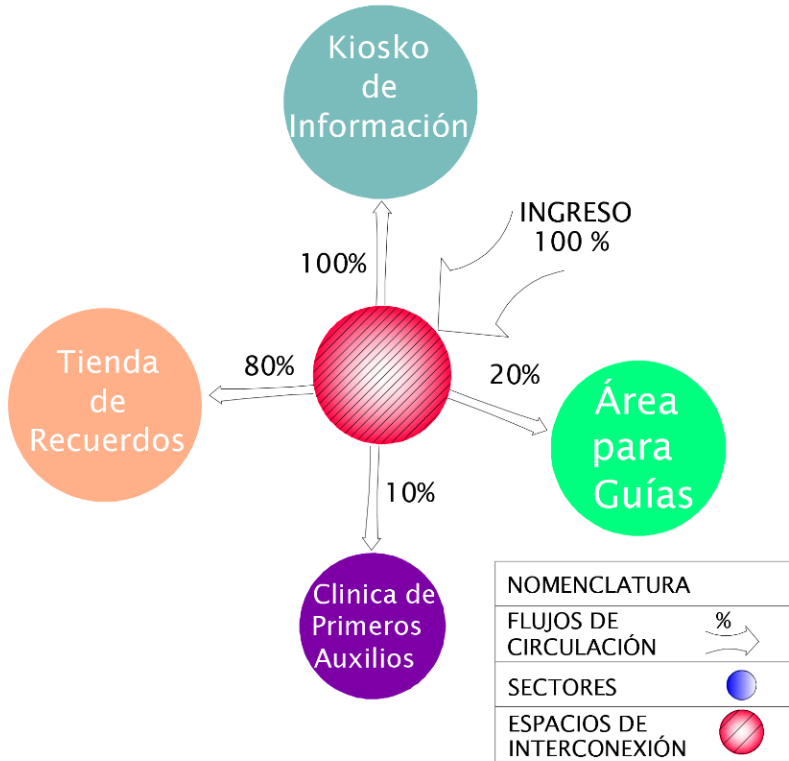 Kiosko
de
Información
INGRESO
100 %
100%
80%
20%
Tienda
de
Recuerdos
Área
para
Guías
10%
Clinica de
Primeros
Auxilios
NOMENCLATURA
FLUJOS DE
CIRCULACIÓN
%
SECTORES
ESPACIOS DE
INTERCONEXIÓN